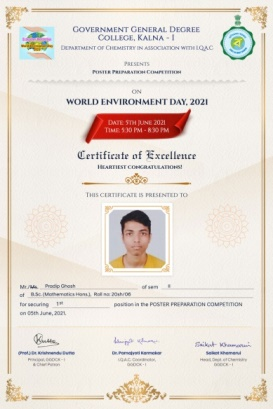 GOVERNMENT GENERAL DEGREE
COLLEGE, KALNA - I
DEPARTMENT OF CHEMISTRY IN ASSOCIATION WITH I.Q.A.C.
PRESENTS
POSTER PREPARATION COMPETITION
ON
WORLD ENVIRONMENT DAY, 2021
DATE: 5TH JUNE 2021
TIME: 5:30 PM - 8:30 PM
Certificate of Excellence
HEARTIEST CONGRATULATIONS!
THIS CERTIFICATE IS PRESENTED TO
Mr./Ms. Pradip Ghosh of sem II
of B.Sc. (Mathematics Hons.), Roll no:
for securing 1st position in the POSTER PREPARATION COMPETITION
on 05th June, 2021.
(Prof.) Dr. Krishnendu Dutta
Principal, GGDCK - I
& Chief Patron
Dr. Pamajyoti Karmakar
I.Q.A.C. Coordinator,
GGDCK - I
Saikat Khamarui
Head, Dept. of Chemistry
GGDCK - I